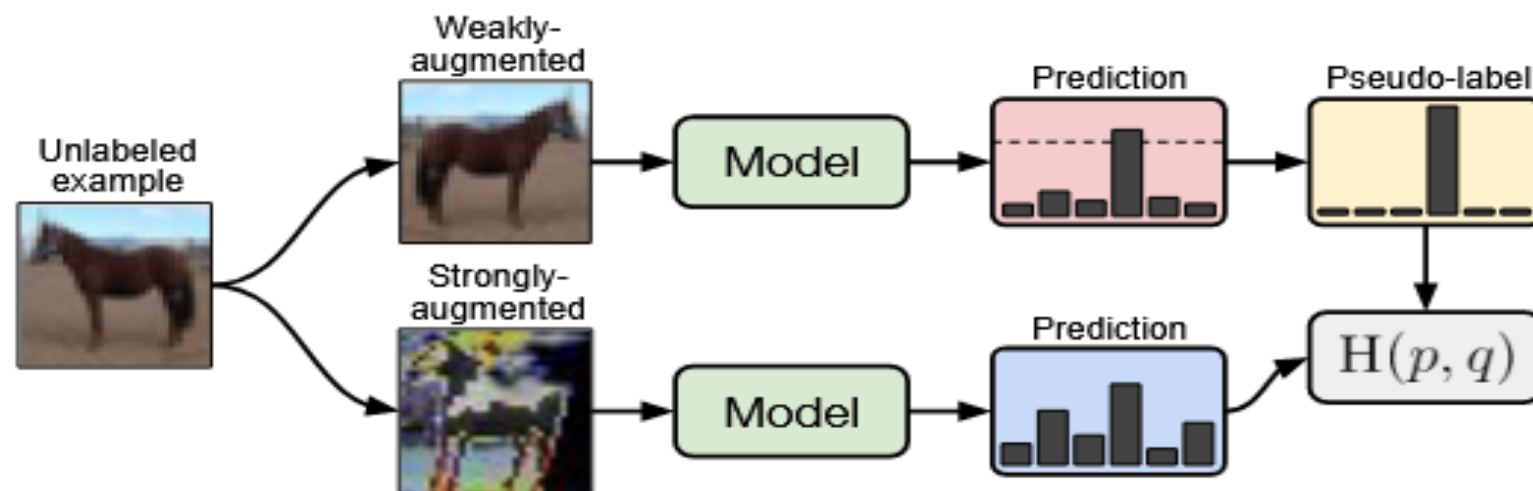 Unlabeled
example
Weakly-
augmented
Model
Prediction
Pseudo-label
Strongly-
augmented
Model
Prediction
H(p, q)